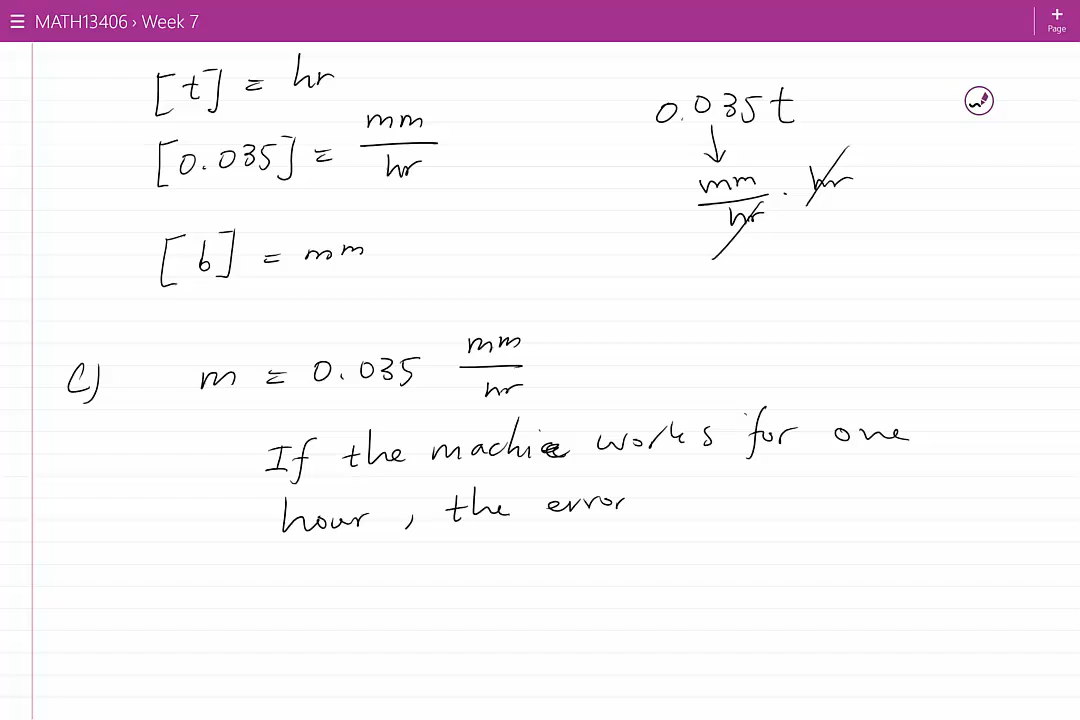 MATH13406 › Week 7
+ Page
[t] = hr
[0.035] = mm/hr
[b] = mm
0.035t
↓
mm/hr · hr
c) m = 0.035 mm/hr
If the machie works for one
hour, the error